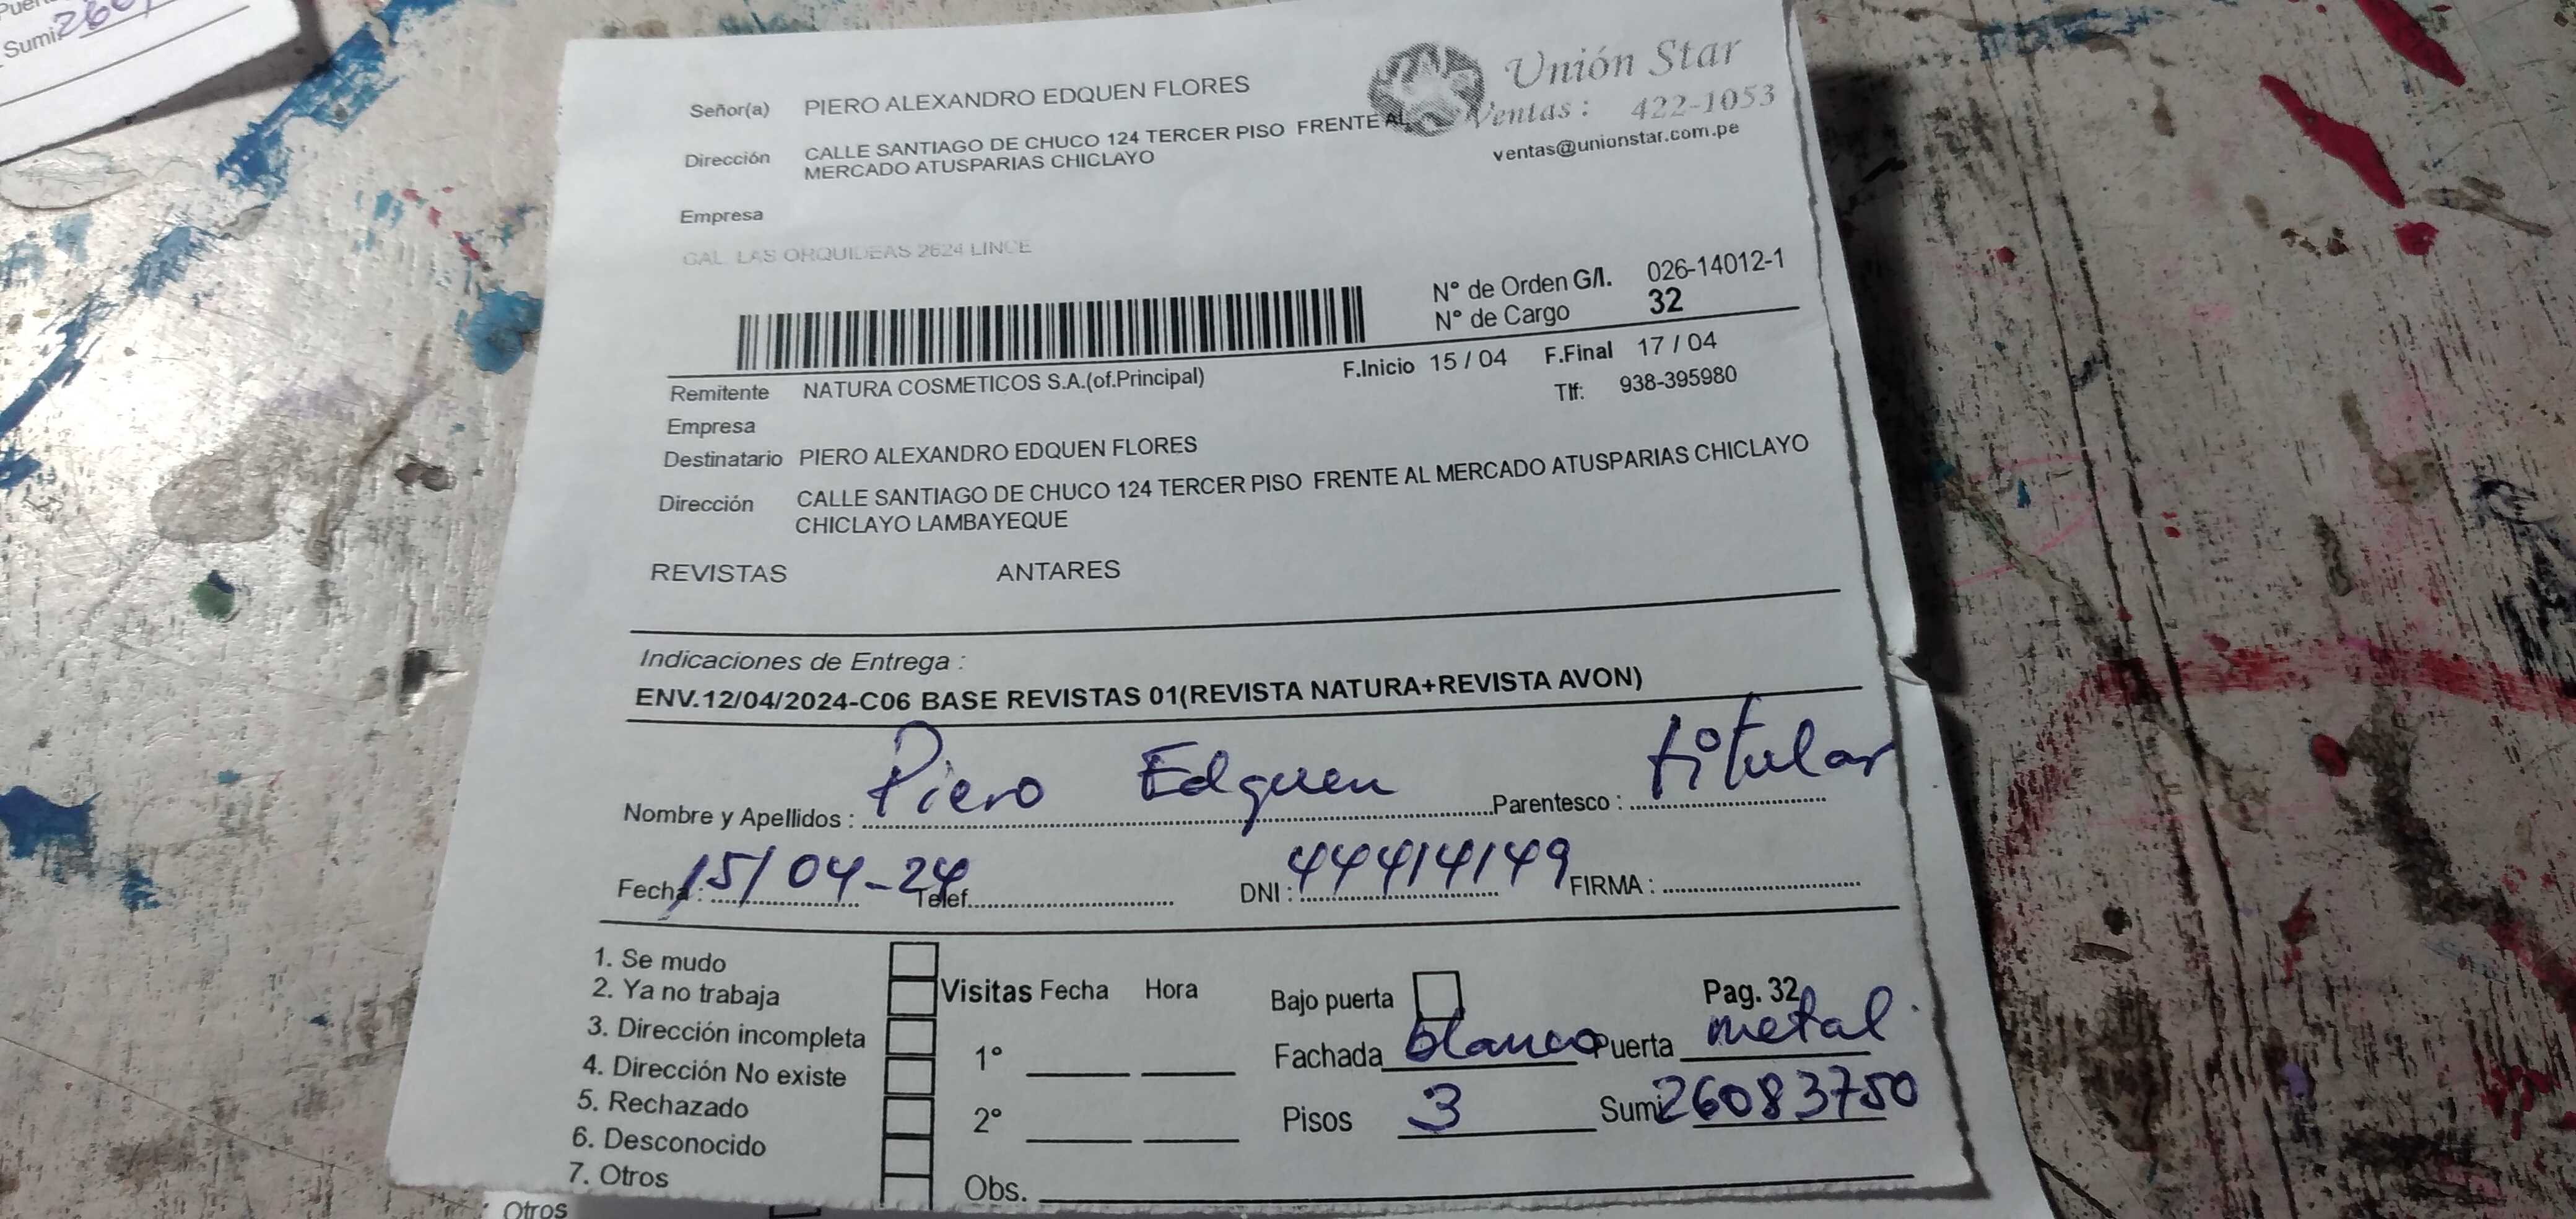 Sumi 260
Unión Star
Ventas : 422-1053
ventas@unionstar.com.pe
Señor(a) PIERO ALEXANDRO EDQUEN FLORES
Dirección CALLE SANTIAGO DE CHUCO 124 TERCER PISO FRENTE AL
MERCADO ATUSPARIAS CHICLAYO
Empresa
CAL LAS ORQUIDEAS 2624 LINCE
N° de Orden G/I. 026-14012-1
N° de Cargo 32
F.Inicio 15 / 04 F.Final 17 / 04
Remitente NATURA COSMETICOS S.A.(of.Principal) Tlf: 938-395980
Empresa
Destinatario PIERO ALEXANDRO EDQUEN FLORES
Dirección CALLE SANTIAGO DE CHUCO 124 TERCER PISO FRENTE AL MERCADO ATUSPARIAS CHICLAYO
CHICLAYO LAMBAYEQUE
REVISTAS ANTARES
Indicaciones de Entrega :
ENV.12/04/2024-C06 BASE REVISTAS 01(REVISTA NATURA+REVISTA AVON)
Nombre y Apellidos : Piero Edquen Parentesco : titular
Fecha : 15/04-24 Telef. DNI : 44414149 FIRMA :
1. Se mudo
2. Ya no trabaja
3. Dirección incompleta
4. Dirección No existe
5. Rechazado
6. Desconocido
7. Otros
Visitas Fecha Hora
1°
2°
Obs.
Bajo puerta Pag. 32
Fachada blanco Puerta metal
Pisos 3 Sumi 26083750
Otros